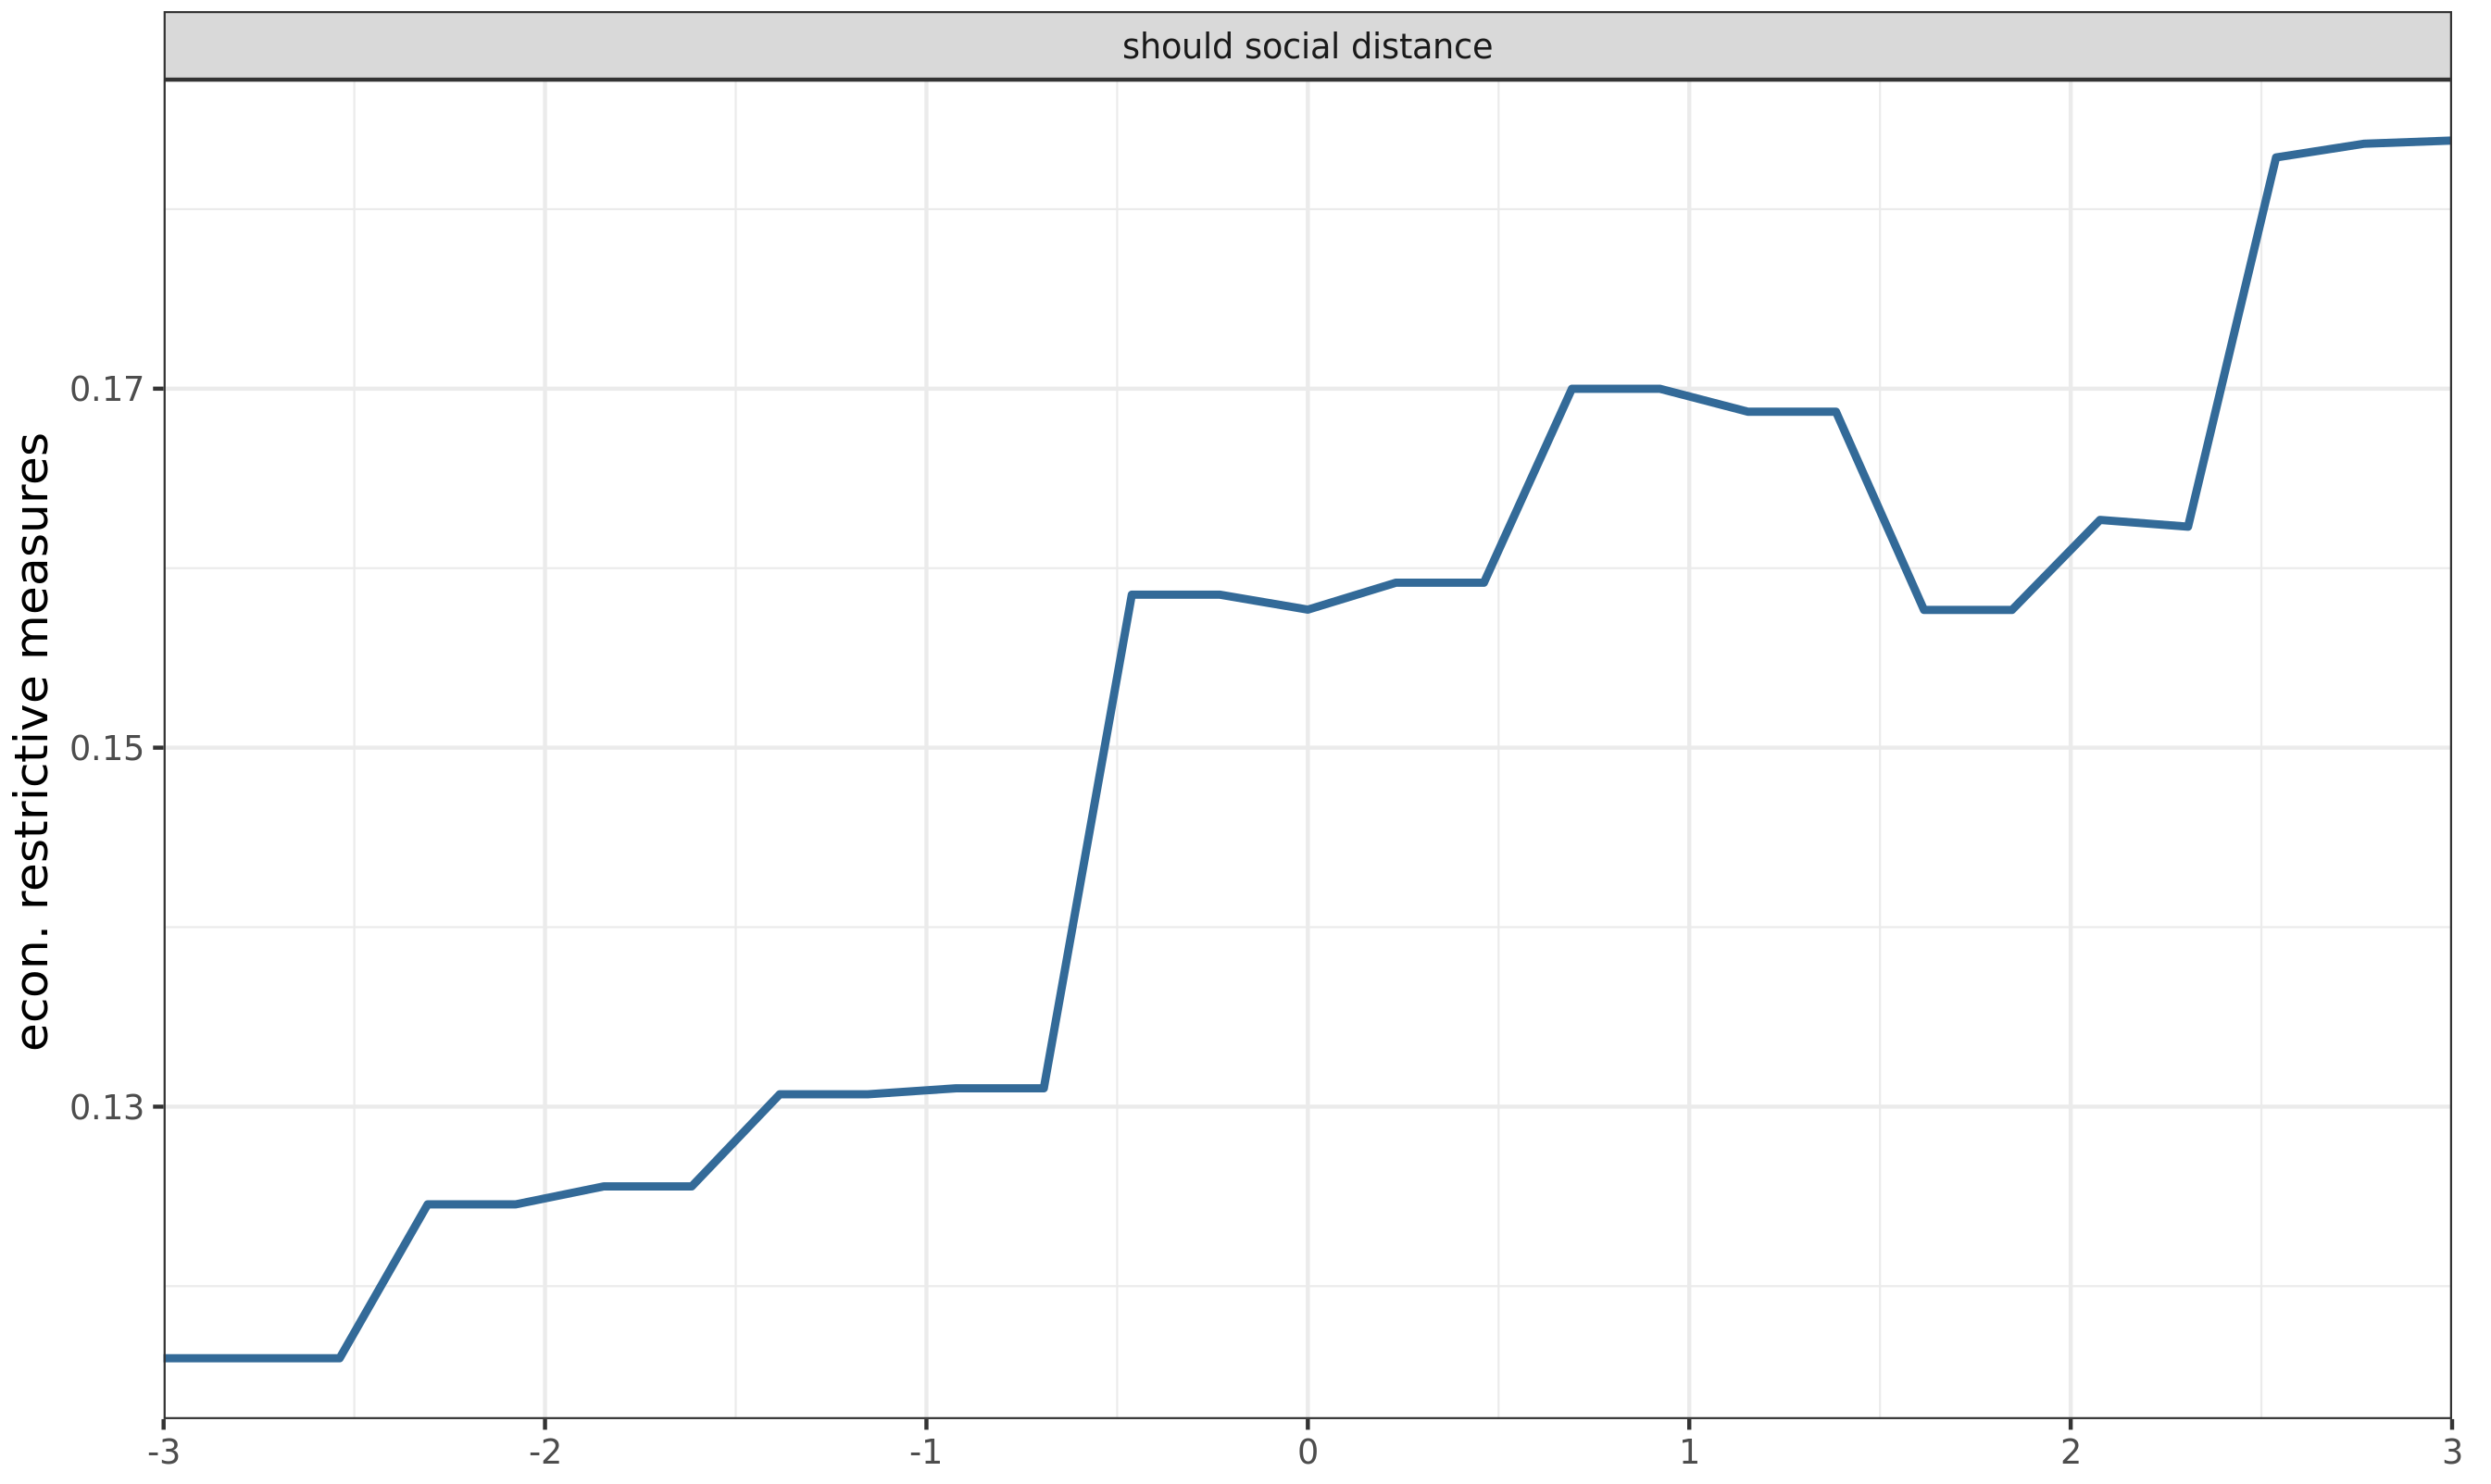 should social distance
econ. restrictive measures
0.17
0.15
0.13
-3 -2 -1 0 1 2 3